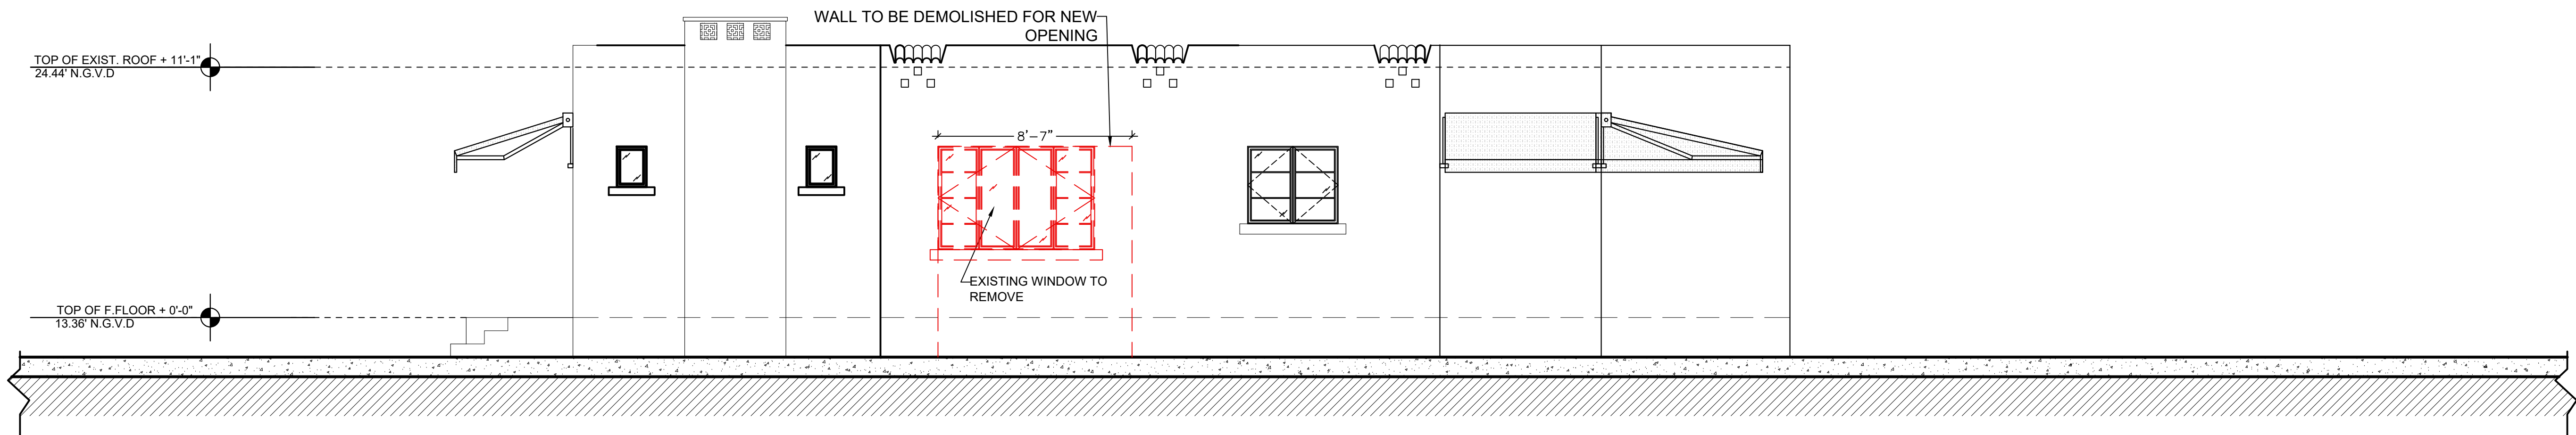 WALL TO BE DEMOLISHED FOR NEW
OPENING
TOP OF EXIST. ROOF + 11'-1"
24.44' N.G.V.D
8'-7"
EXISTING WINDOW TO
REMOVE
TOP OF F.FLOOR + 0'-0"
13.36' N.G.V.D